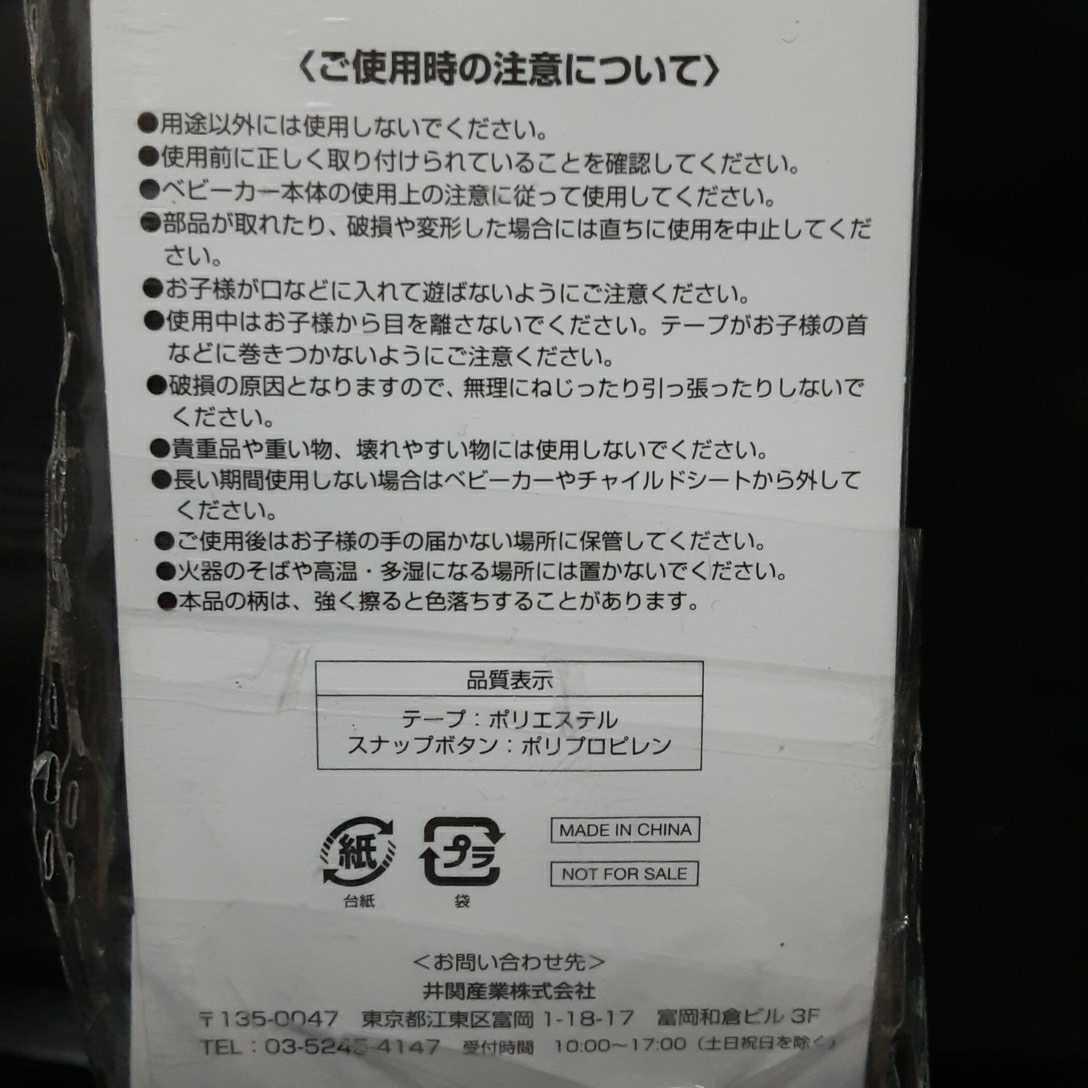 〈ご使用時の注意について〉
●用途以外には使用しないでください。
●使用前に正しく取り付けられていることを確認してください。
●ベビーカー本体の使用上の注意に従って使用してください。
●部品が取れたり、破損や変形した場合には直ちに使用を中止してくだ
さい。
●お子様が口などに入れて遊ばないようにご注意ください。
●使用中はお子様から目を離さないでください。テープがお子様の首
などに巻きつかないようにご注意ください。
●破損の原因となりますので、無理にねじったり引っ張ったりしないで
ください。
●貴重品や重い物、壊れやすい物には使用しないでください。
●長い期間使用しない場合はベビーカーやチャイルドシートから外して
ください。
●ご使用後はお子様の手の届かない場所に保管してください。
●火器のそばや高温・多湿になる場所には置かないでください。
●本品の柄は、強く擦ると色落ちすることがあります。
品質表示
テープ：ポリエステル
スナップボタン：ポリプロピレン
紙
台紙
プラ
袋
MADE IN CHINA
NOT FOR SALE
＜お問い合わせ先＞
井関産業株式会社
〒135-0047 東京都江東区富岡 1-18-17 富岡和倉ビル 3F
TEL：03-5245-4147 受付時間 10:00～17:00（土日祝日を除く）